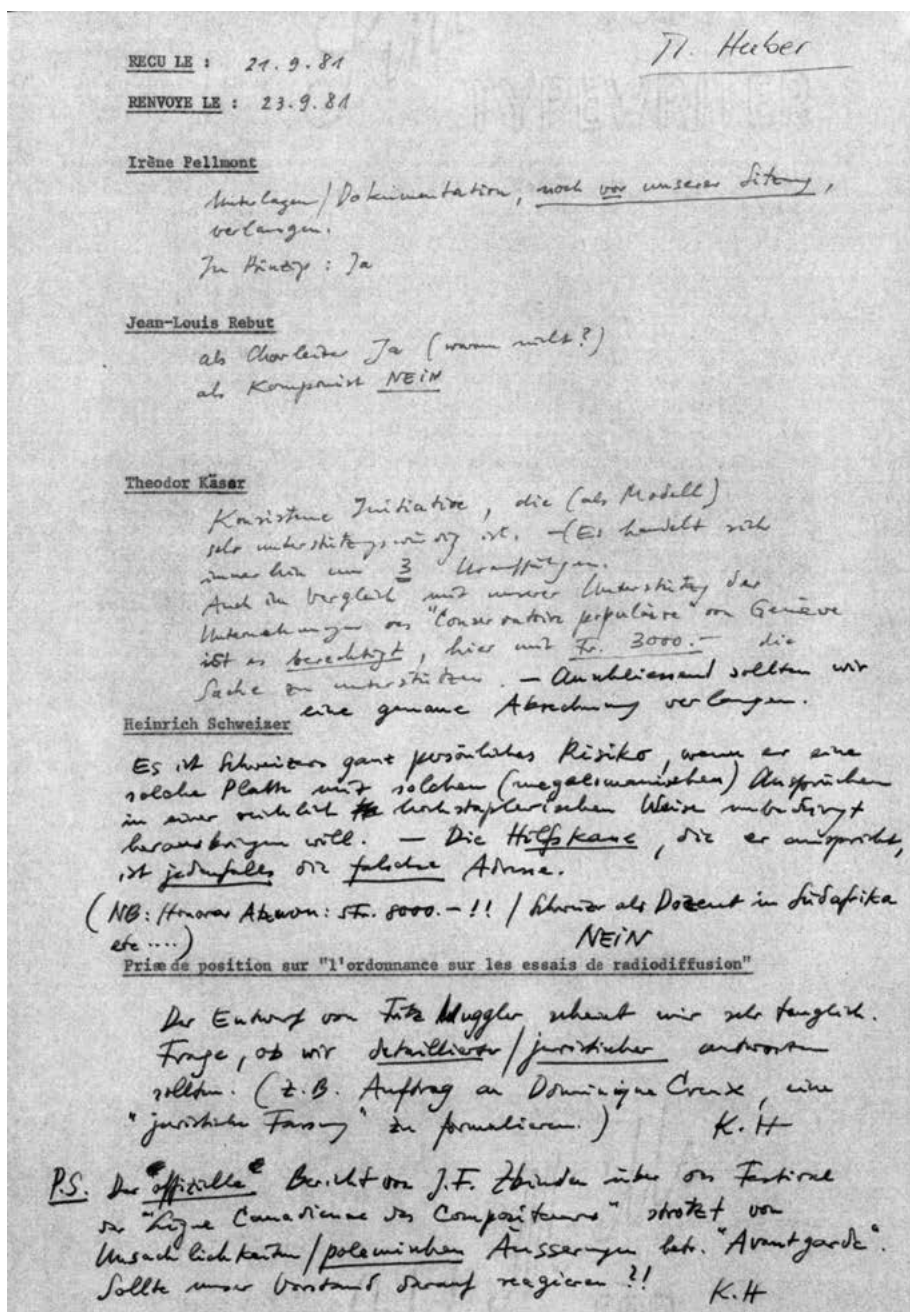 M. Huber
RECU LE : 21.9.81
RENVOYE LE : 23.9.81
Irène Pellmont
Unterlagen / Dokumentation, noch vor unserer Sitzung,
verlangen.
Im Prinzip : Ja
Jean-Louis Rebut
als Chorleiter Ja (warum nicht?)
als Komponist NEIN
Theodor Käser
Initiative, die (als Modell)
sehr unterstützungswürdig ist. – (Es handelt sich
immerhin um 3 Uraufführungen.
Auch im Vergleich mit unserer Unterstützung der
Unternehmungen des "Conservatoire populaire" von Genève
ist es berechtigt, hier mit Fr. 3000.– die
Sache zu unterstützen. – Anschliessend sollten wir
eine genaue Abrechnung verlangen.
Heinrich Schweizer
Es ist Schweizers ganz persönliches Risiko, wenn er eine
solche Platte mit solchen (megalomanischen) Ansprüchen
in einer reichlich hochstaplerischen Weise unbedingt
herausbringen will. – Die Hilfskasse, die er anspricht,
ist jedenfalls die falsche Adresse.
(NB: Honorar : SFr. 8000.– !! / Schweizer als Dozent in Südafrika
etc ....)
NEIN
Prise de position sur "l'ordonnance sur les essais de radiodiffusion"
Der Entwurf von Fritz Muggler scheint mir sehr tauglich.
Frage, ob wir detaillierter / juristischer antworten
sollten. (z.B. Auftrag an Dominique Creux, eine
"juristische Fassung" zu formulieren.) K.H
P.S. Der "offizielle" Bericht von J.F. Zbinden über das Festival
der "Ligue Canadienne des Compositeurs" strotzt von
Unsachlichkeiten / polemischen Äusserungen betr. "Avantgarde".
Sollte unser Vorstand darauf reagieren ?! K.H